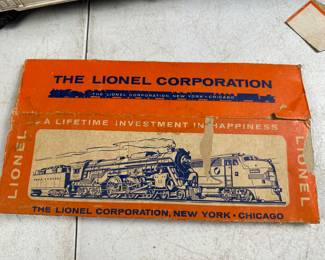 THE LIONEL CORPORATION
THE LIONEL CORPORATION, NEW YORK • CHICAGO
A LIFETIME INVESTMENT IN HAPPINESS
LIONEL
LIONEL
THE LIONEL CORPORATION, NEW YORK • CHICAGO